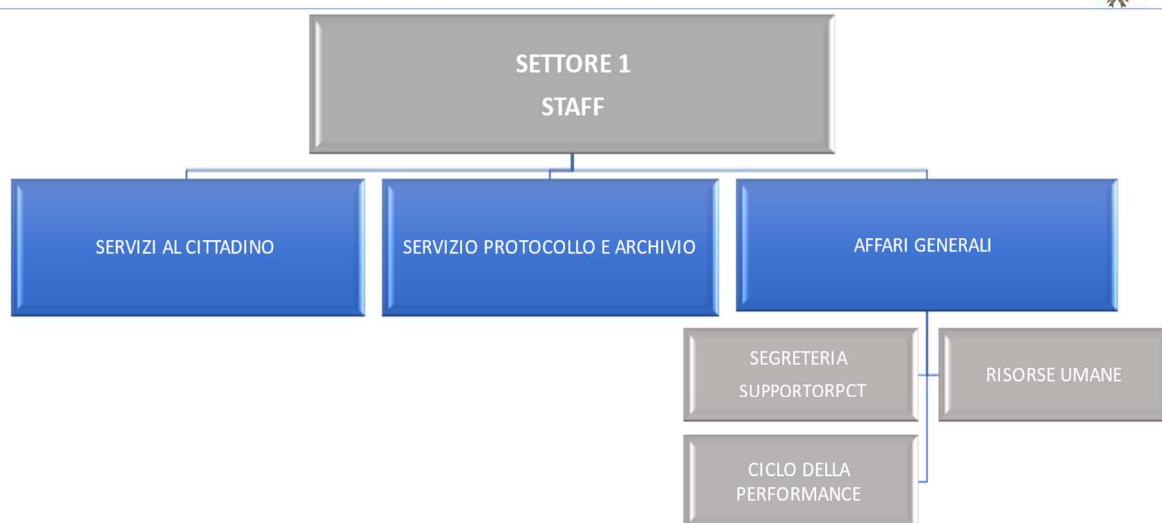 SETTORE 1
STAFF
SERVIZI AL CITTADINO
SERVIZIO PROTOCOLLO E ARCHIVIO
AFFARI GENERALI
SEGRETERIA
SUPPORTORPCT
RISORSE UMANE
CICLO DELLA
PERFORMANCE